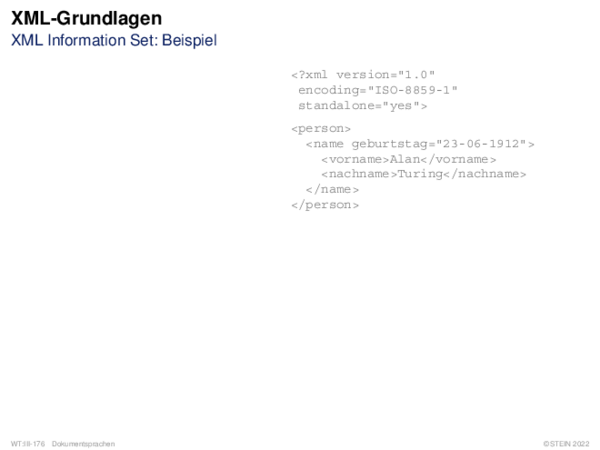 XML-Grundlagen
XML Information Set: Beispiel
<?xml version="1.0"
encoding="ISO-8859-1"
standalone="yes">
<person>
<name geburtstag="23-06-1912">
<vorname>Alan</vorname>
<nachname>Turing</nachname>
</name>
</person>
WT:III-176 Dokumentsprachen
©STEIN 2022